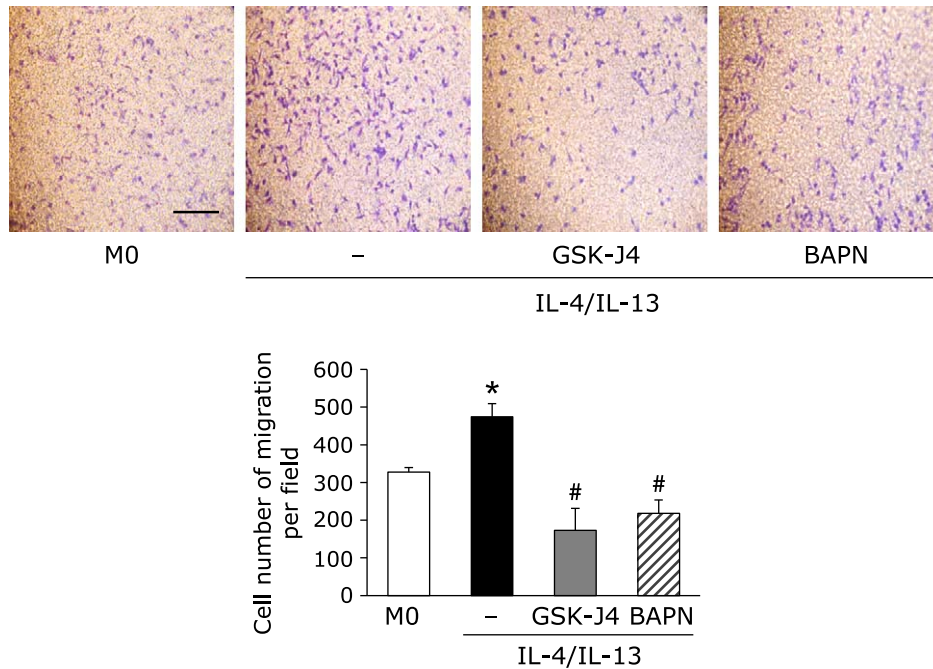 M0 – GSK-J4 BAPN
IL-4/IL-13
Cell number of migration
per field
600
500
400
300
200
100
0
*
#
#
M0 – GSK-J4 BAPN
IL-4/IL-13